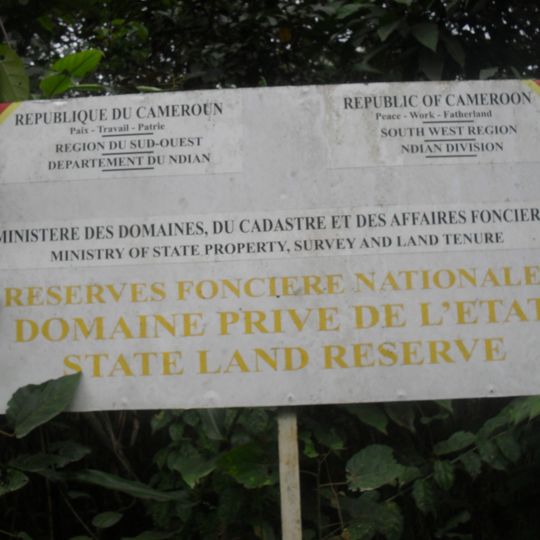 REPUBLIQUE DU CAMEROUN
Paix - Travail - Patrie
REGION DU SUD-OUEST
DEPARTEMENT DU NDIAN
REPUBLIC OF CAMEROON
Peace - Work - Fatherland
SOUTH WEST REGION
NDIAN DIVISION
MINISTERE DES DOMAINES, DU CADASTRE ET DES AFFAIRES FONCIER
MINISTRY OF STATE PROPERTY, SURVEY AND LAND TENURE
RESERVES FONCIERE NATIONALE
DOMAINE PRIVE DE L'ETAT
STATE LAND RESERVE